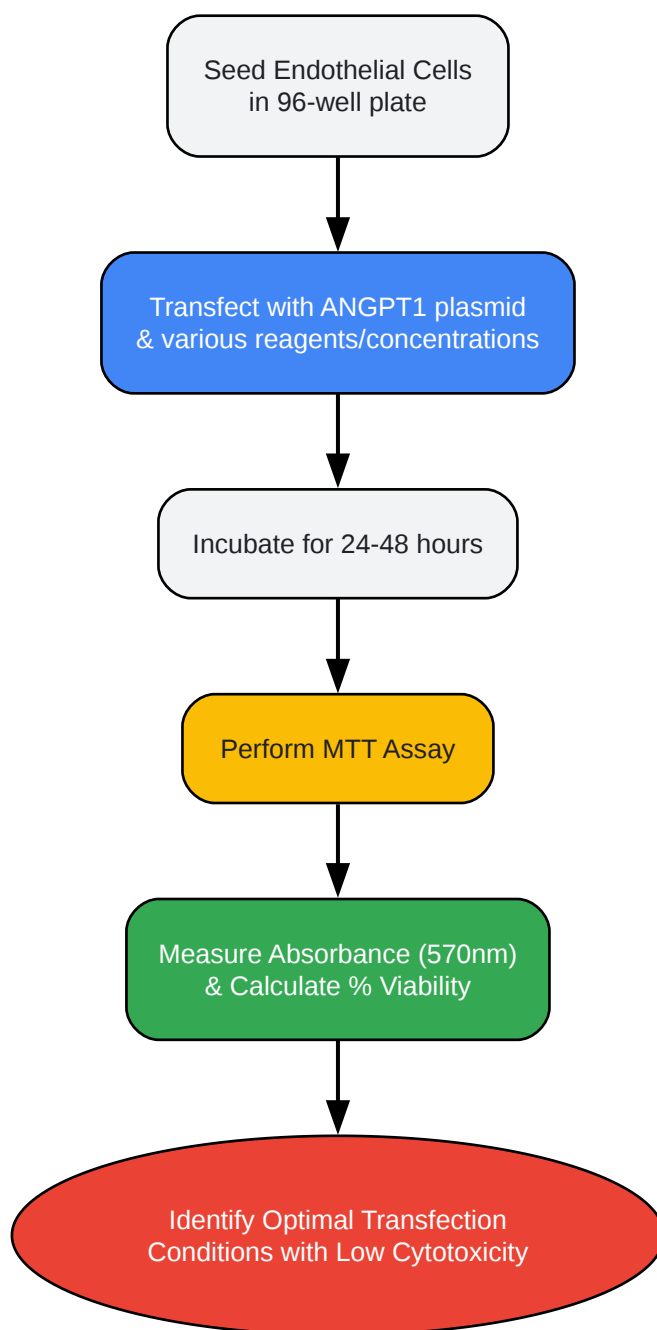 Seed Endothelial Cells
in 96-well plate
Transfect with ANGPT1 plasmid
& various reagents/concentrations
Incubate for 24-48 hours
Perform MTT Assay
Measure Absorbance (570nm)
& Calculate % Viability
Identify Optimal Transfection
Conditions with Low Cytotoxicity